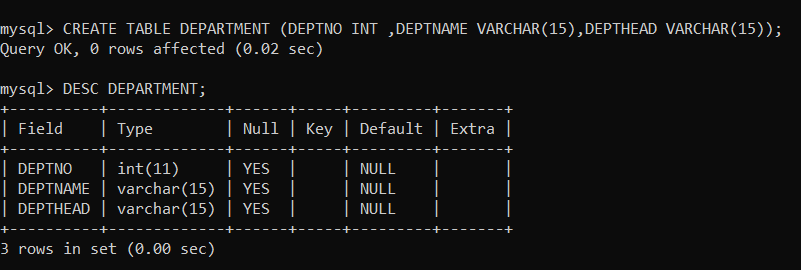 mysql> CREATE TABLE DEPARTMENT (DEPTNO INT ,DEPTNAME VARCHAR(15),DEPTHEAD VARCHAR(15));
Query OK, 0 rows affected (0.02 sec)
mysql> DESC DEPARTMENT;
+----------+-------------+------+-----+---------+-------+
| Field    | Type        | Null | Key | Default | Extra |
+----------+-------------+------+-----+---------+-------+
| DEPTNO   | int(11)     | YES  |     | NULL    |       |
| DEPTNAME | varchar(15) | YES  |     | NULL    |       |
| DEPTHEAD | varchar(15) | YES  |     | NULL    |       |
+----------+-------------+------+-----+---------+-------+
3 rows in set (0.00 sec)